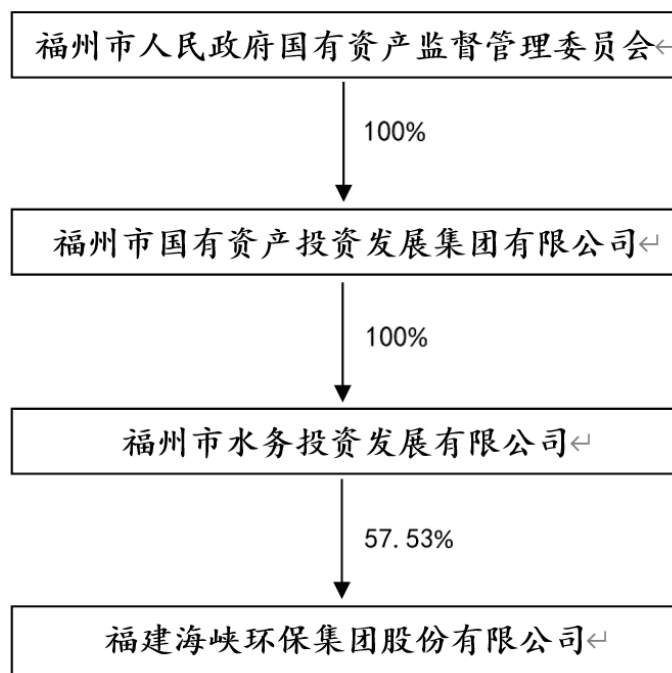 福州市人民政府国有资产监督管理委员会
100%
福州市国有资产投资发展集团有限公司
100%
福州市水务投资发展有限公司
57.53%
福建海峡环保集团股份有限公司